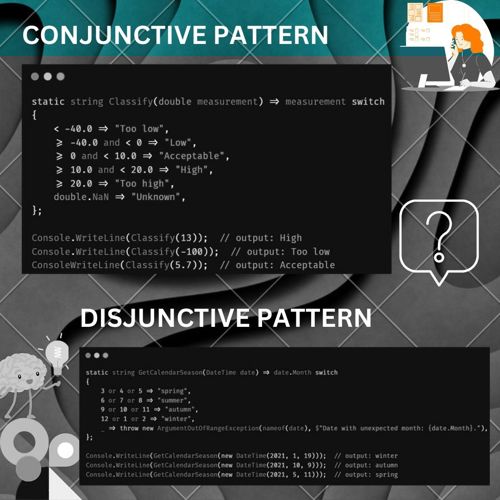 CONJUNCTIVE PATTERN
static string Classify(double measurement) => measurement switch
{
< -40.0 => "Too low",
>= -40.0 and < 0 => "Low",
>= 0 and < 10.0 => "Acceptable",
>= 10.0 and < 20.0 => "High",
>= 20.0 => "Too high",
double.NaN => "Unknown",
};
Console.WriteLine(Classify(13)); // output: High
Console.WriteLine(Classify(-100)); // output: Too low
ConsoleWriteLine(Classify(5.7)); // output: Acceptable
DISJUNCTIVE PATTERN
static string GetCalendarSeason(DateTime date) => date.Month switch
{
3 or 4 or 5 => "spring",
6 or 7 or 8 => "summer",
9 or 10 or 11 => "autumn",
12 or 1 or 2 => "winter",
_ => throw new ArgumentOutOfRangeException(nameof(date), $"Date with unexpected month: {date.Month}."),
};
Console.WriteLine(GetCalendarSeason(new DateTime(2021, 1, 19))); // output: winter
Console.WriteLine(GetCalendarSeason(new DateTime(2021, 10, 9))); // output: autumn
Console.WriteLine(GetCalendarSeason(new DateTime(2021, 5, 11))); // output: spring